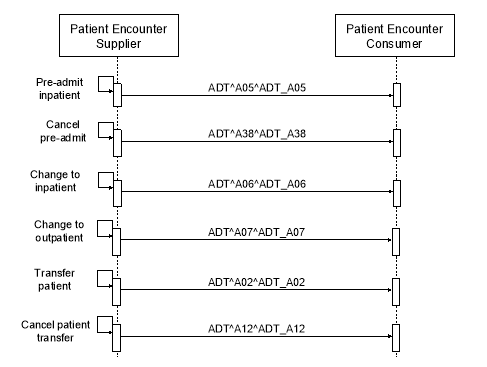 Patient Encounter
Supplier
Patient Encounter
Consumer
Pre-admit
inpatient
ADT^A05^ADT_A05
Cancel
pre-admit
ADT^A38^ADT_A38
Change to
inpatient
ADT^A06^ADT_A06
Change to
outpatient
ADT^A07^ADT_A07
Transfer
patient
ADT^A02^ADT_A02
Cancel patient
transfer
ADT^A12^ADT_A12